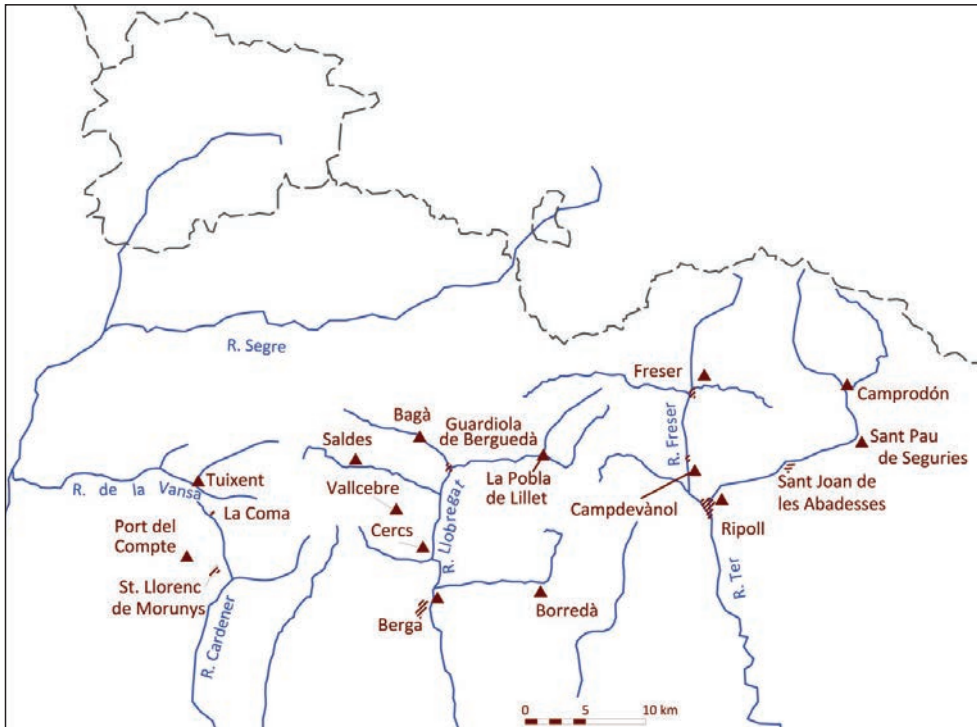 R. Segre
Freser
Camprodón
Bagà
Guardiola
de Berguedà
R. Freser
Sant Pau
de Seguries
Saldes
La Pobla
de Lillet
Sant Joan de
les Abadesses
Tuixent
R. de la Vansa
Vallcebre
R. Llobregat
Campdevànol
La Coma
Ripoll
Port del
Compte
Cercs
St. Llorenc
de Morunys
R. Cardener
Berga
Borredà
R. Ter
0 5 10 km